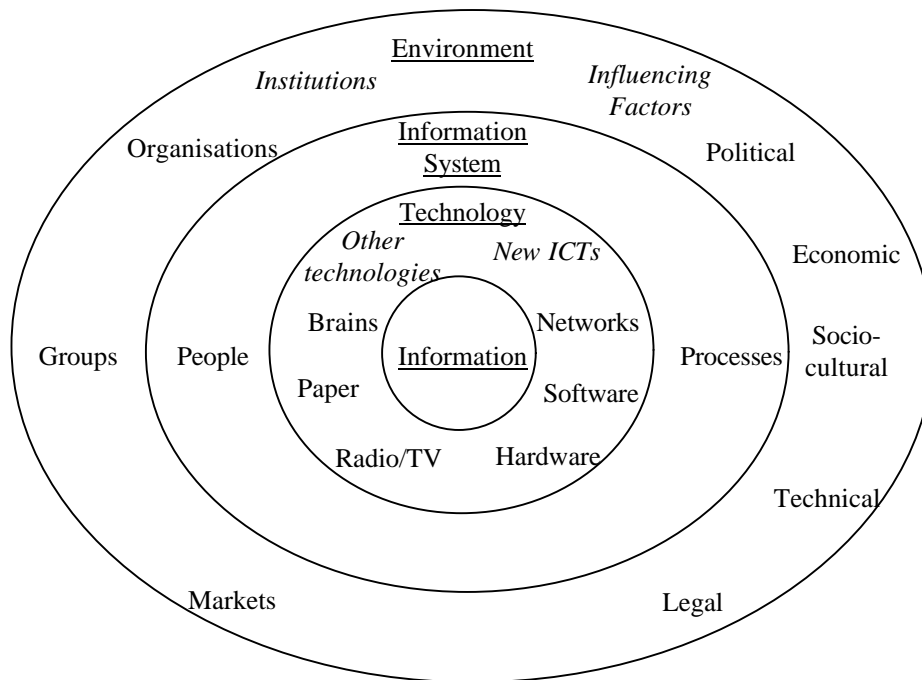 Environment
Institutions
Influencing
Factors
Organisations
Information
System
Political
Technology
Other
technologies
New ICTs
Economic
Brains
Networks
Groups
People
Information
Processes
Socio-
cultural
Paper
Software
Radio/TV
Hardware
Technical
Markets
Legal